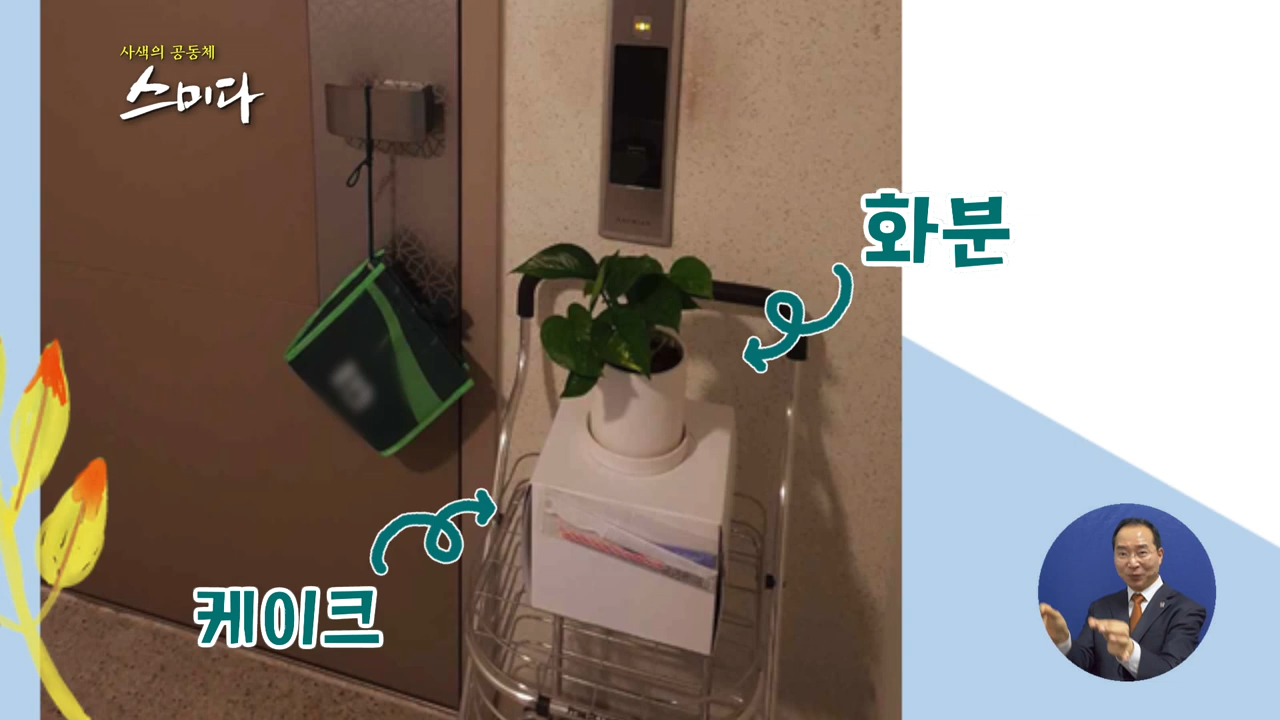 사색의 공동체
스미다
화분
케이크